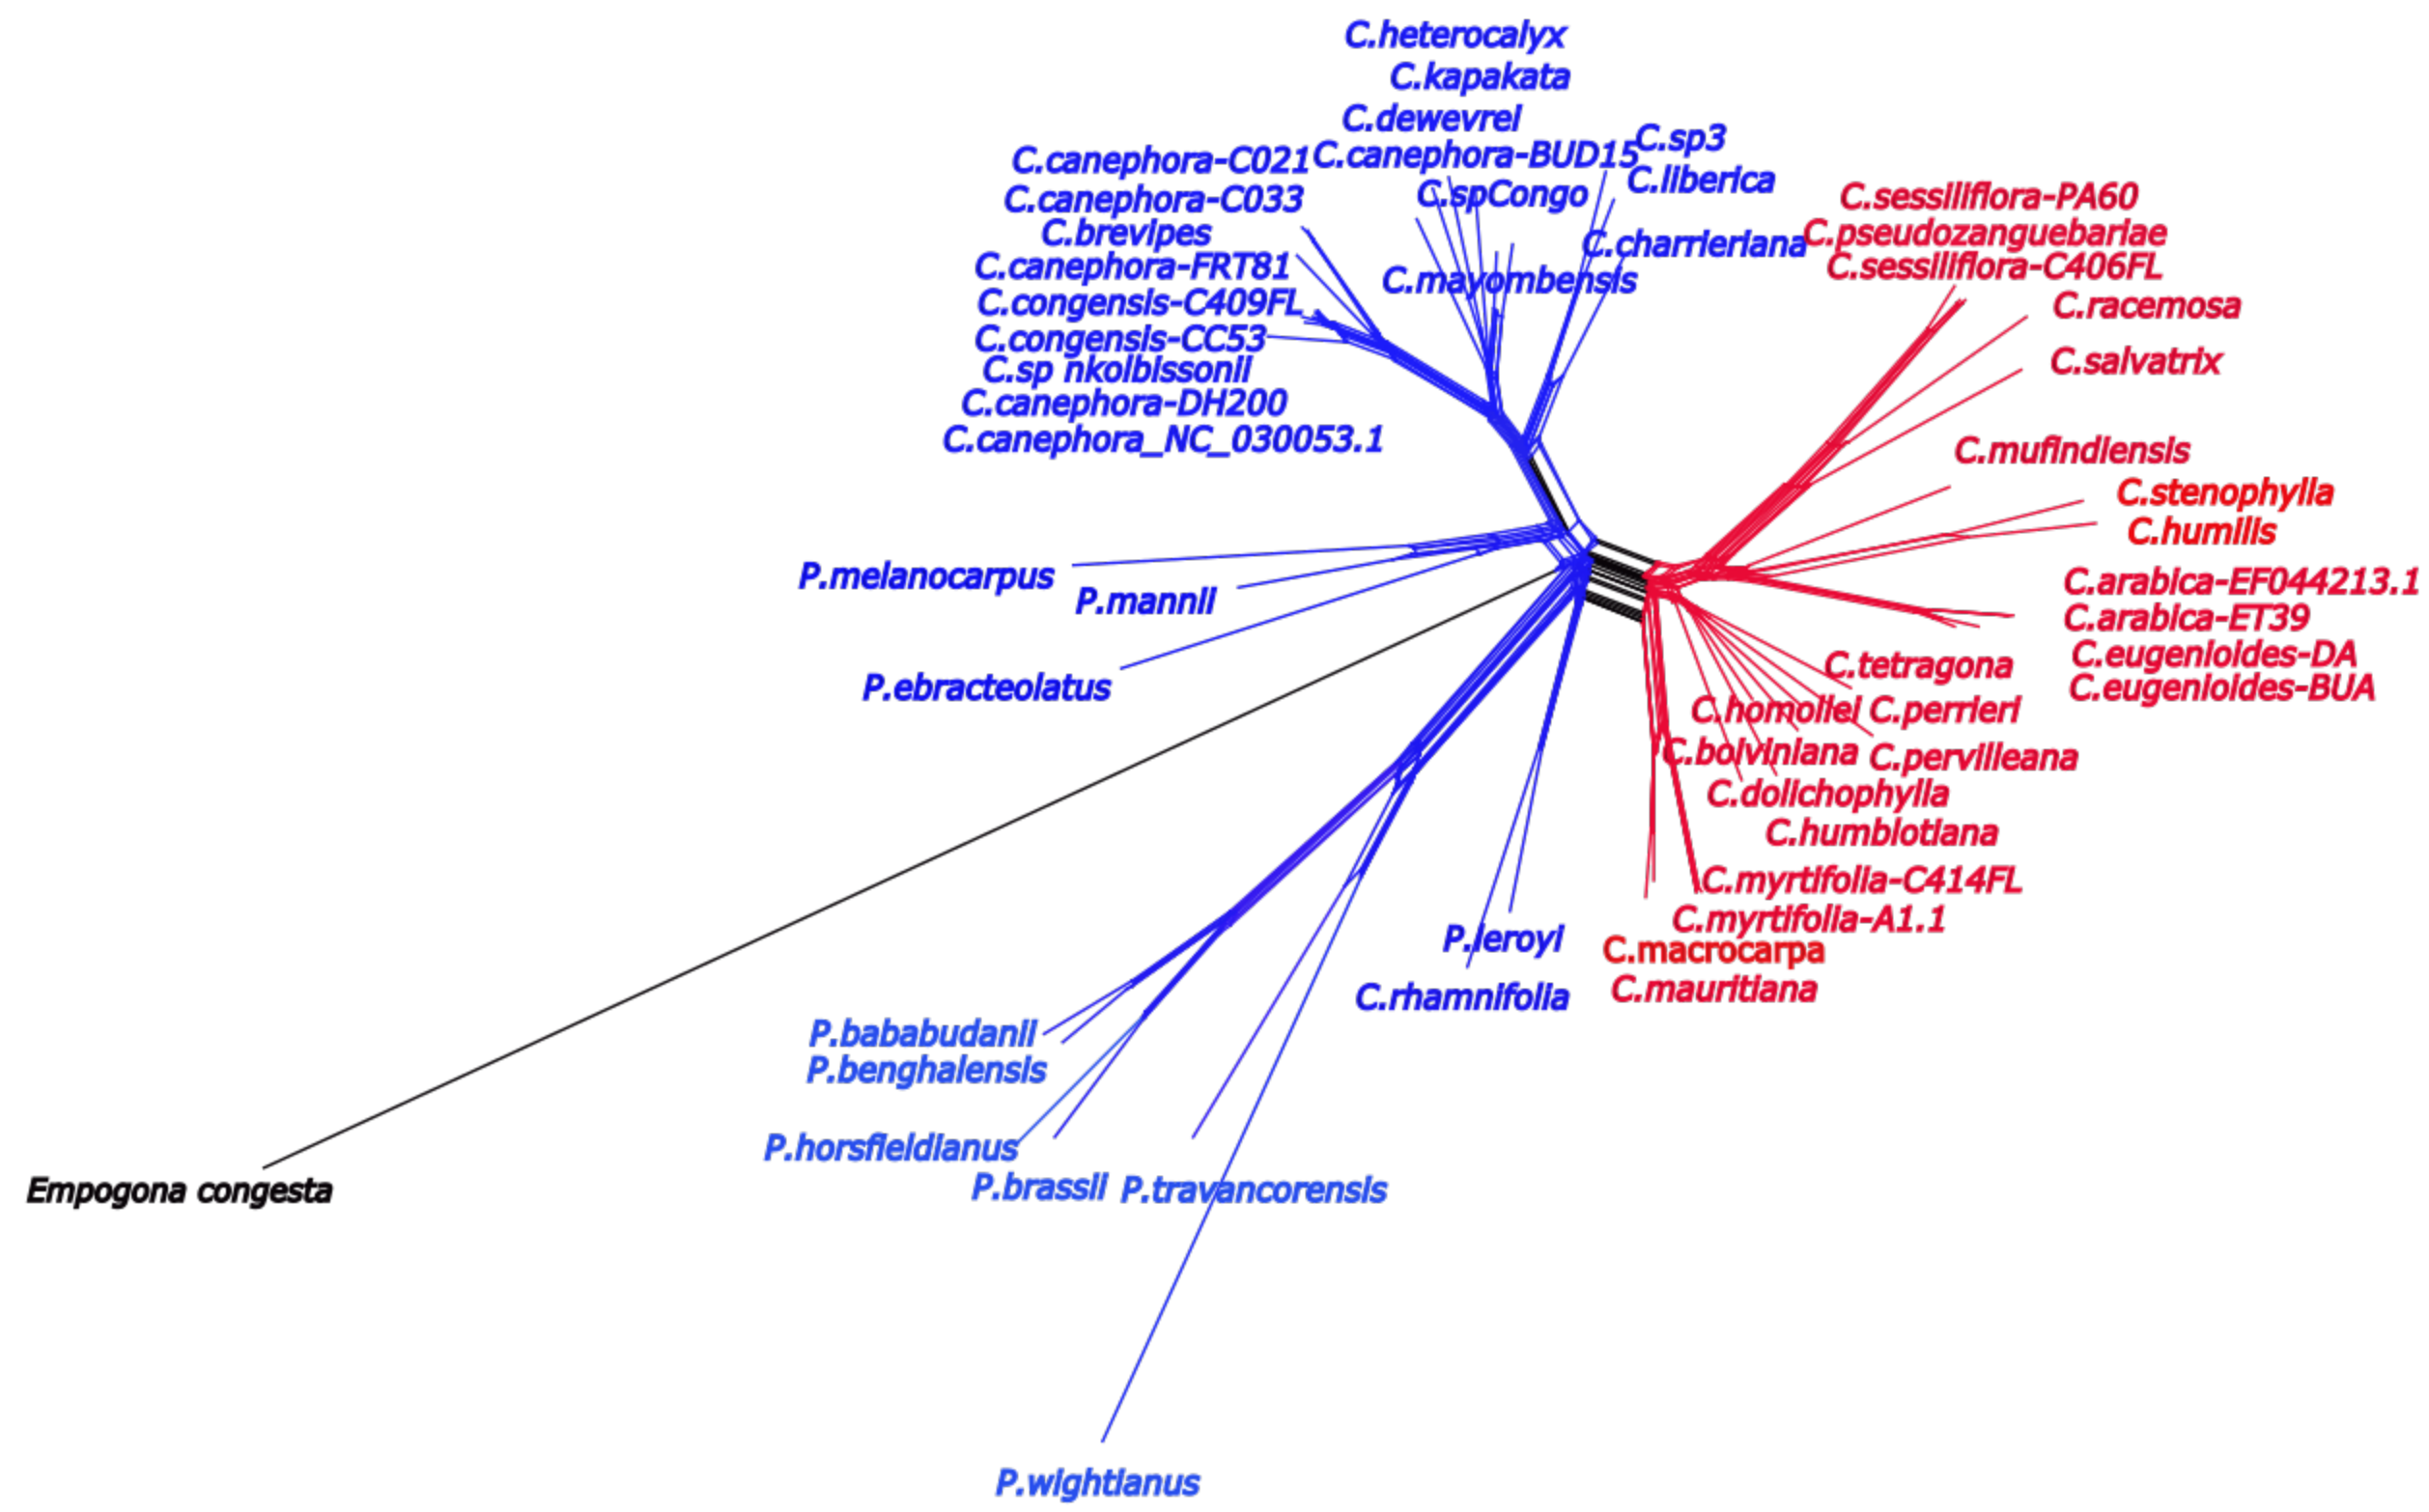 C.heterocalyx
C.kapakata
C.dewevrei
C.canephora-C021
C.canephora-BUD15
C.sp3
C.canephora-C033
C.spCongo
C.liberica
C.brevipes
C.charrieriana
C.canephora-FRT81
C.mayombensis
C.congensis-C409FL
C.congensis-CC53
C.sp nkolbissonii
C.canephora-DH200
C.canephora_NC_030053.1
C.sessiliflora-PA60
C.pseudozanguebariae
C.sessiliflora-C406FL
C.racemosa
C.salvatrix
C.mufindiensis
C.stenophylla
C.humilis
C.arabica-EF044213.1
C.arabica-ET39
C.eugenioides-DA
C.eugenioides-BUA
P.melanocarpus
P.mannii
P.ebracteolatus
C.tetragona
C.homollei
C.perrieri
C.boiviniana
C.pervilleana
C.dolichophylla
C.humblotiana
C.myrtifolia-C414FL
C.myrtifolia-A1.1
C.macrocarpa
C.mauritiana
P.leroyi
C.rhamnifolia
P.bababudanii
P.benghalensis
P.horsfieldianus
P.brassii
P.travancorensis
Empogona congesta
P.wightianus